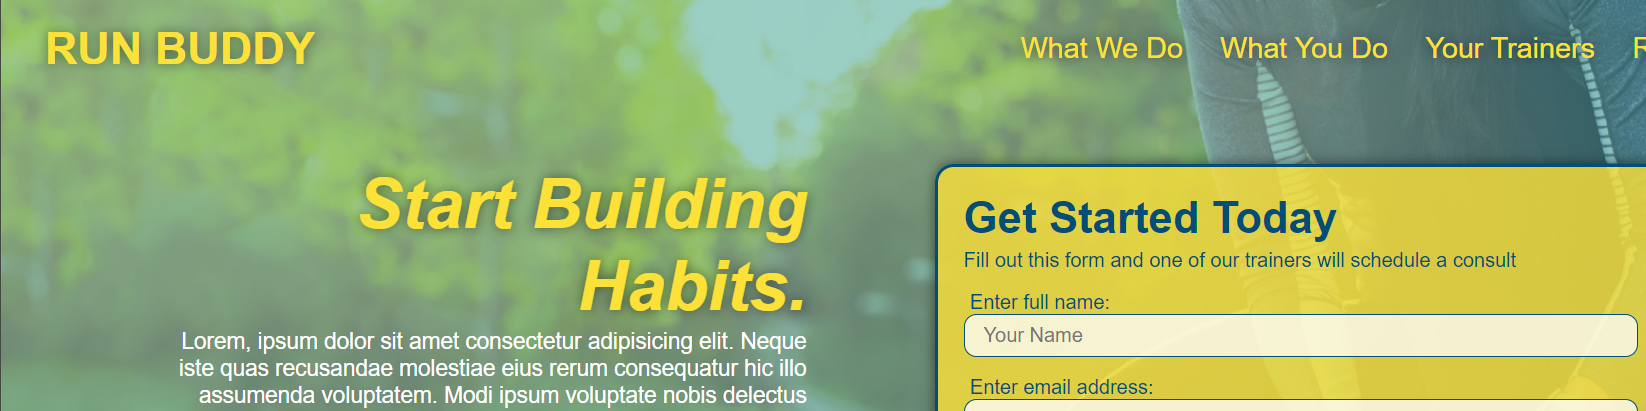 RUN BUDDY
What We Do What You Do Your Trainers
Start Building
Habits.
Lorem, ipsum dolor sit amet consectetur adipisicing elit. Neque
iste quas recusandae molestiae eius rerum consequatur hic illo
assumenda voluptatem. Modi ipsum voluptate nobis delectus
Get Started Today
Fill out this form and one of our trainers will schedule a consult
Enter full name:
Your Name
Enter email address: